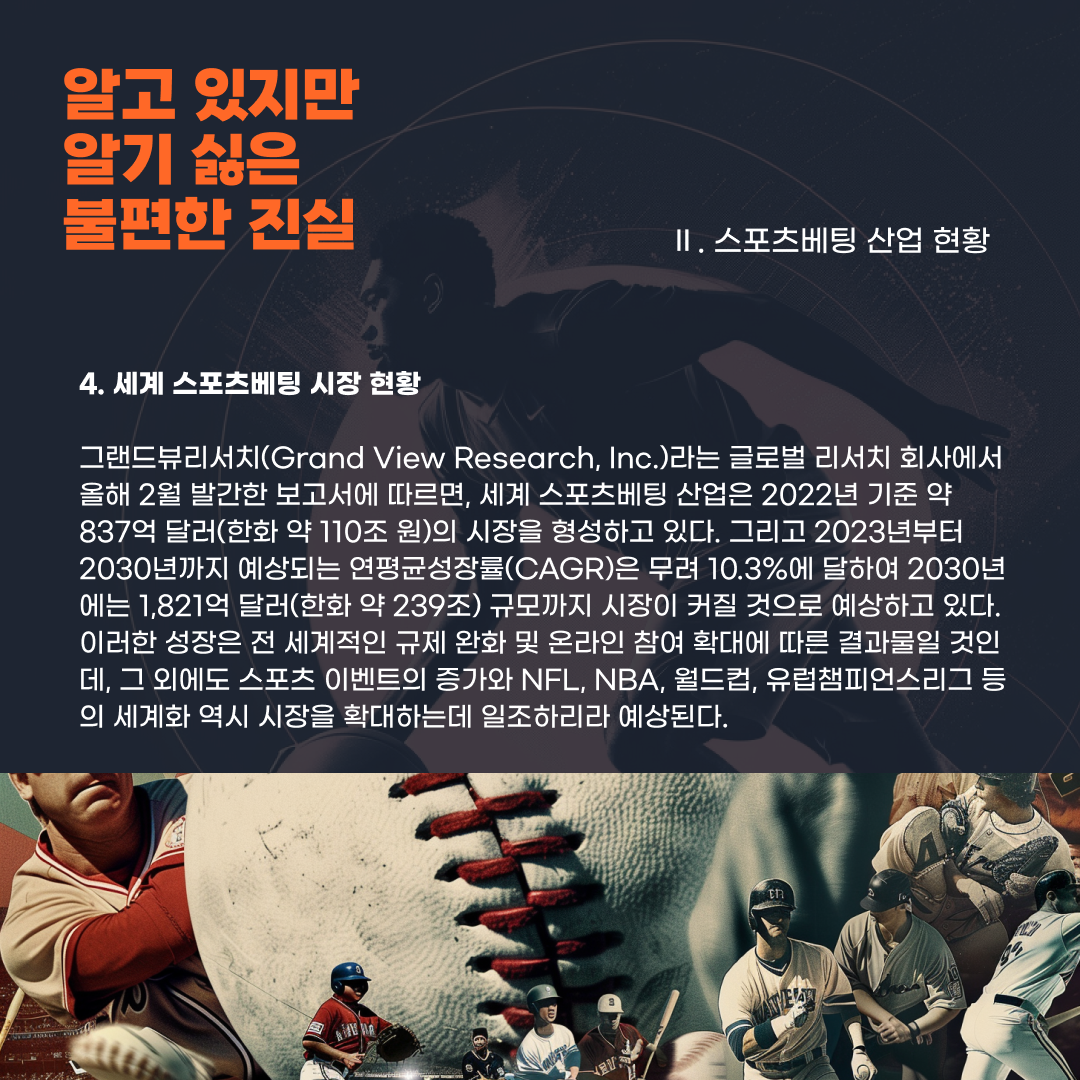 알고 있지만
알기 싫은
불편한 진실
Ⅱ. 스포츠베팅 산업 현황
4. 세계 스포츠베팅 시장 현황
그랜드뷰리서치(Grand View Research, Inc.)라는 글로벌 리서치 회사에서
올해 2월 발간한 보고서에 따르면, 세계 스포츠베팅 산업은 2022년 기준 약
837억 달러(한화 약 110조 원)의 시장을 형성하고 있다. 그리고 2023년부터
2030년까지 예상되는 연평균성장률(CAGR)은 무려 10.3%에 달하여 2030년
에는 1,821억 달러(한화 약 239조) 규모까지 시장이 커질 것으로 예상하고 있다.
이러한 성장은 전 세계적인 규제 완화 및 온라인 참여 확대에 따른 결과물일 것인
데, 그 외에도 스포츠 이벤트의 증가와 NFL, NBA, 월드컵, 유럽챔피언스리그 등
의 세계화 역시 시장을 확대하는데 일조하리라 예상된다.